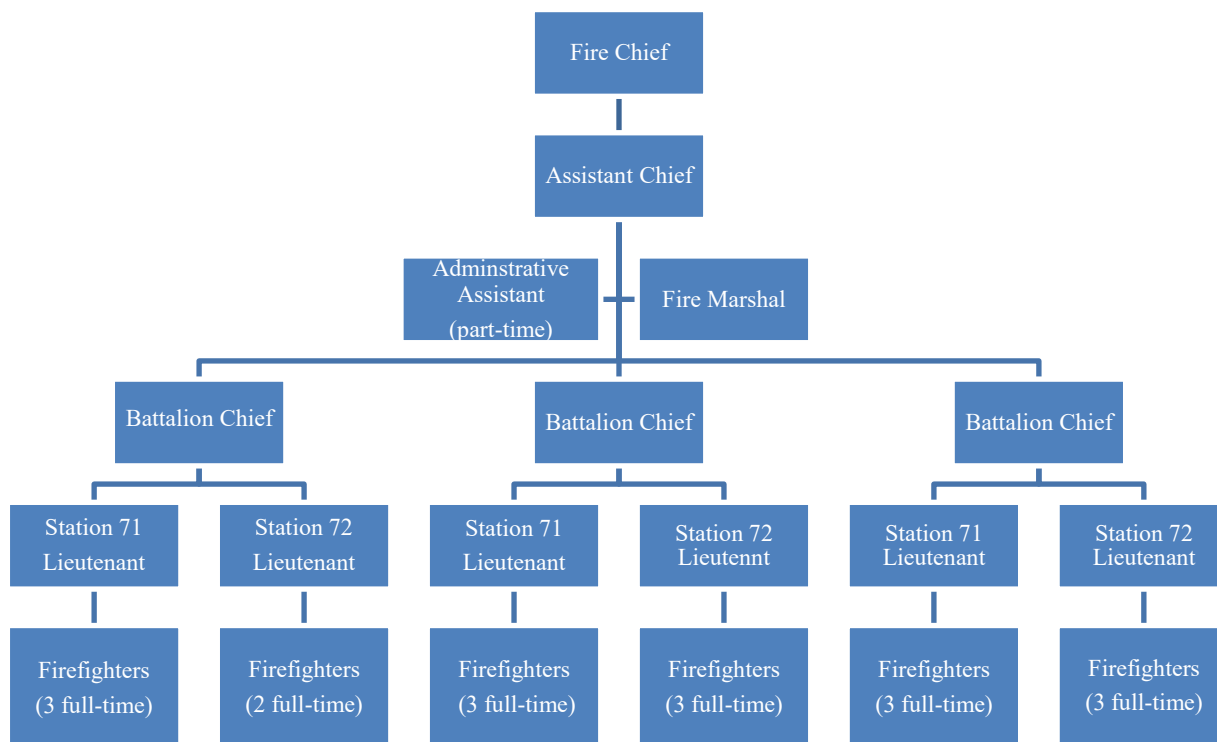 Fire Chief
Assistant Chief
Adminstrative
Assistant
(part-time)
Fire Marshal
Battalion Chief
Battalion Chief
Battalion Chief
Station 71
Lieutenant
Station 72
Lieutenant
Station 71
Lieutenant
Station 72
Lieutennt
Station 71
Lieutenant
Station 72
Lieutenant
Firefighters
(3 full-time)
Firefighters
(2 full-time)
Firefighters
(3 full-time)
Firefighters
(3 full-time)
Firefighters
(3 full-time)
Firefighters
(3 full-time)